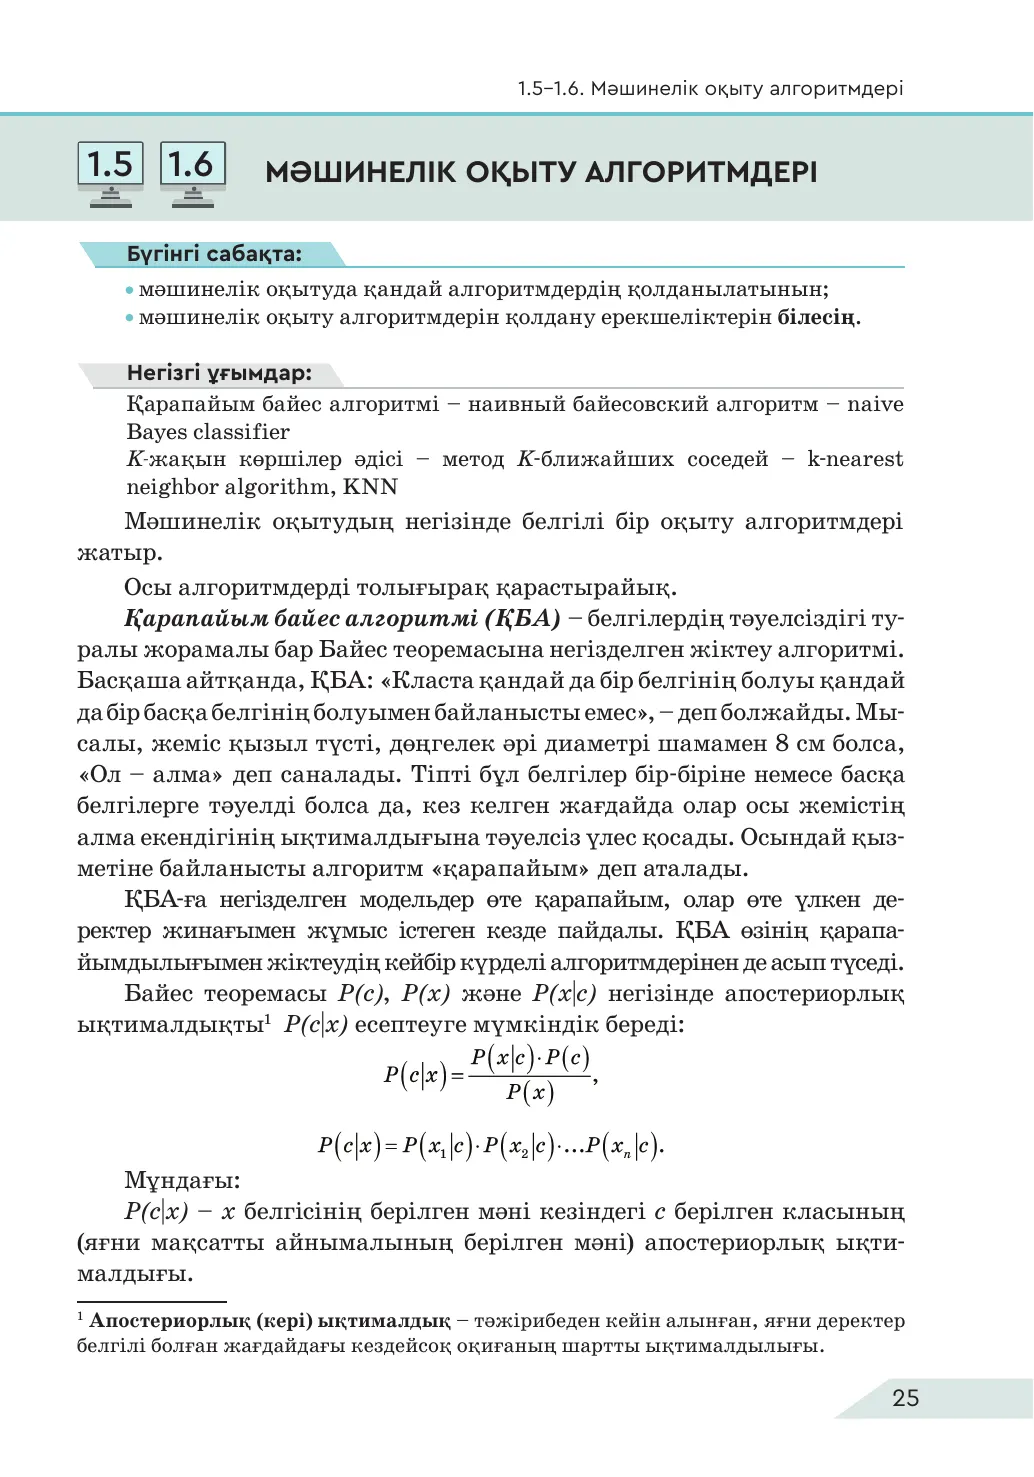 1.5–1.6. Мәшинелік оқыту алгоритмдері
1.5 1.6 МӘШИНЕЛІК ОҚЫТУ АЛГОРИТМДЕРІ
Бүгінгі сабақта:
• мәшинелік оқытуда қандай алгоритмдердің қолданылатынын;
• мәшинелік оқыту алгоритмдерін қолдану ерекшеліктерін білесің.
Негізгі ұғымдар:
Қарапайым байес алгоритмі – наивный байесовский алгоритм – naive
Bayes classifier
K-жақын көршілер әдісі – метод K-ближайших соседей – k-nearest
neighbor algorithm, KNN
Мәшинелік оқытудың негізінде белгілі бір оқыту алгоритмдері
жатыр.
Осы алгоритмдерді толығырақ қарастырайық.
Қарапайым байес алгоритмі (ҚБА) – белгілердің тәуелсіздігі ту-
ралы жорамалы бар Байес теоремасына негізделген жіктеу алгоритмі.
Басқаша айтқанда, ҚБА: «Класта қандай да бір белгінің болуы қандай
да бір басқа белгінің болуымен байланысты емес», – деп болжайды. Мы-
салы, жеміс қызыл түсті, дөңгелек әрі диаметрі шамамен 8 см болса,
«Ол – алма» деп саналады. Тіпті бұл белгілер бір-біріне немесе басқа
белгілерге тәуелді болса да, кез келген жағдайда олар осы жемістің
алма екендігінің ықтималдығына тәуелсіз үлес қосады. Осындай қыз-
метіне байланысты алгоритм «қарапайым» деп аталады.
ҚБА-ға негізделген модельдер өте қарапайым, олар өте үлкен де-
ректер жинағымен жұмыс істеген кезде пайдалы. ҚБА өзінің қарапа-
йымдылығымен жіктеудің кейбір күрделі алгоритмдерінен де асып түседі.
Байес теоремасы P(c), P(x) және P(x|c) негізінде апостериорлық
ықтималдықты¹ P(c|x) есептеуге мүмкіндік береді:
P(c|x) = P(x|c)·P(c) / P(x),
P(c|x) = P(x₁|c)·P(x₂|c)·...P(xₙ|c).
Мұндағы:
P(c|x) – x белгісінің берілген мәні кезіндегі c берілген класының
(яғни мақсатты айнымалының берілген мәні) апостериорлық ықти-
малдығы.
¹ Апостериорлық (кері) ықтималдық – тәжірибеден кейін алынған, яғни деректер
белгілі болған жағдайдағы кездейсоқ оқиғаның шартты ықтималдылығы.
25